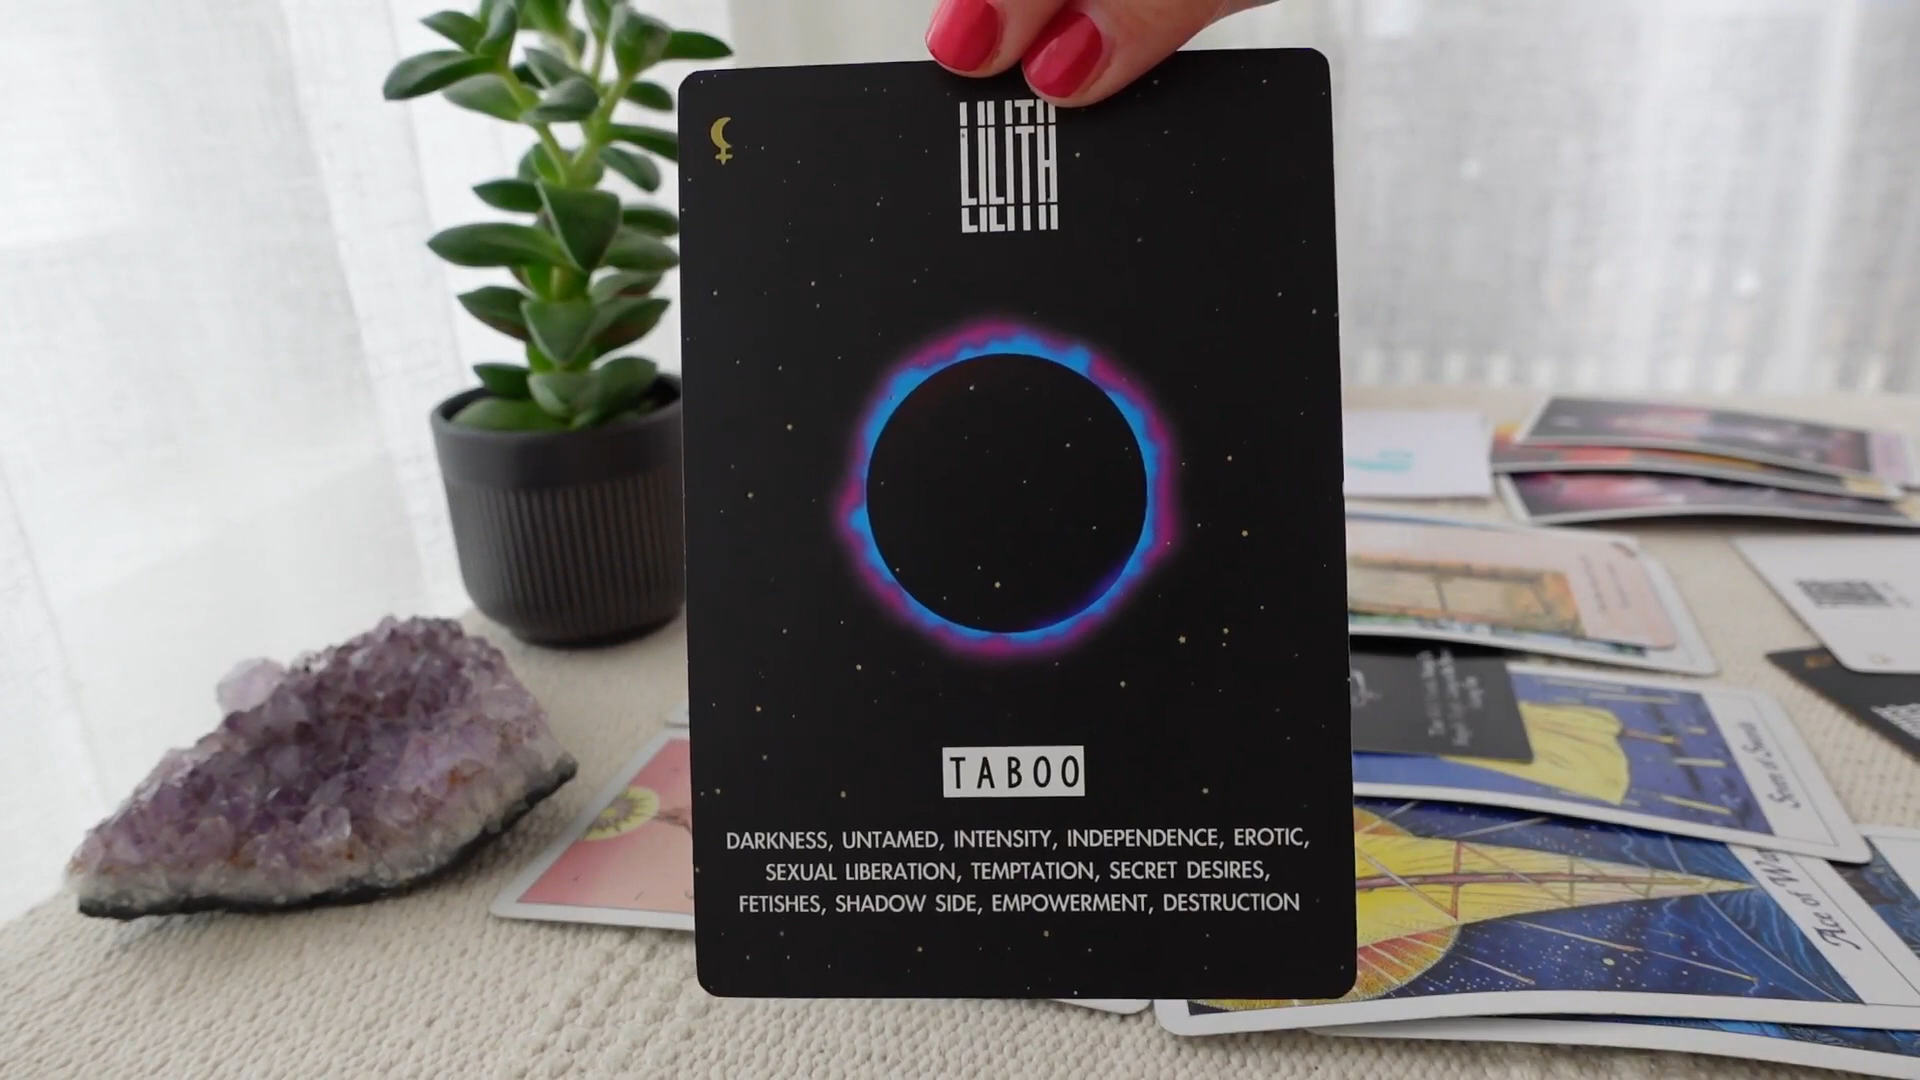 LILITH
TABOO
DARKNESS, UNTAMED, INTENSITY, INDEPENDENCE, EROTIC,
SEXUAL LIBERATION, TEMPTATION, SECRET DESIRES,
FETISHES, SHADOW SIDE, EMPOWERMENT, DESTRUCTION
Seven of Swords
Ace of Wa